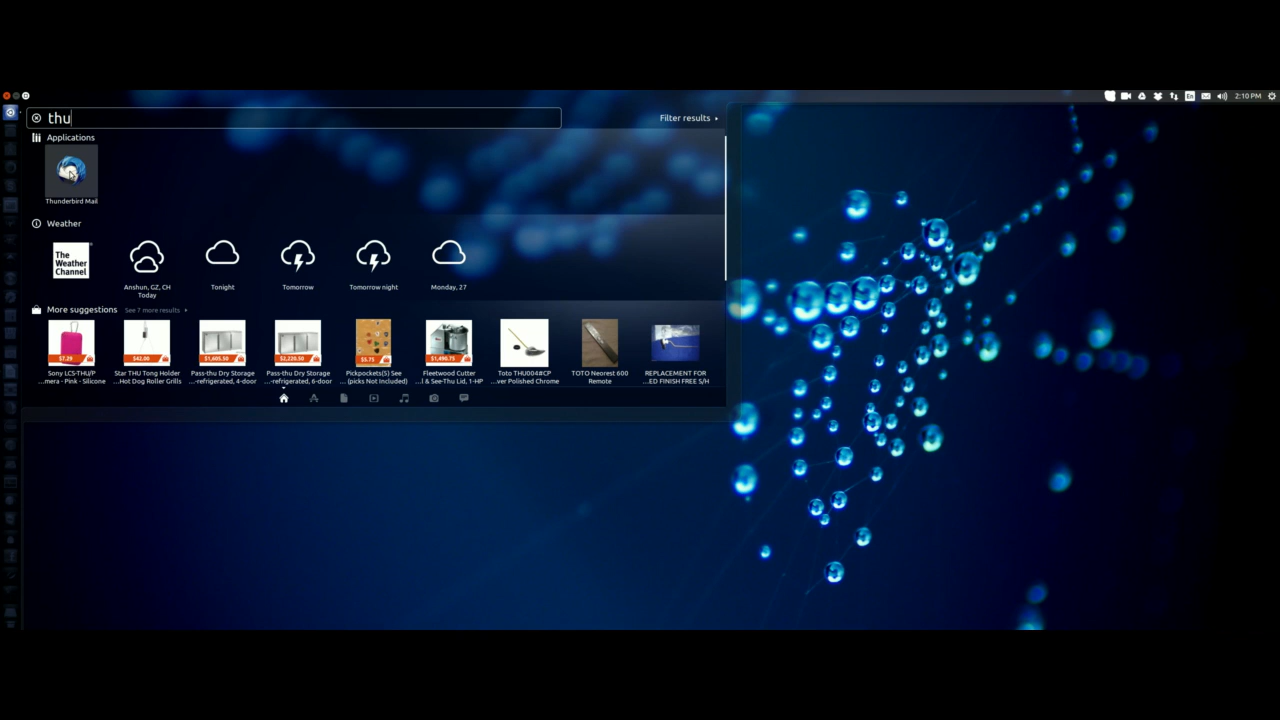 En
2:10 PM
thu
Filter results
Applications
Thunderbird Mail
Weather
The
Weather
Channel
Anshun, GZ, CH
Today
Tonight
Tomorrow
Tomorrow night
Monday, 27
More suggestions
See 7 more results
$7.29
Sony LCS-THU/P
...mera - Pink - Silicone
$42.00
Star THU Tong Holder
...Hot Dog Roller Grills
$1,605.50
Pass-thu Dry Storage
...-refrigerated, 4-door
$2,220.50
Pass-thu Dry Storage
...-refrigerated, 6-door
$5.75
Pickpockets(S) See
... (picks Not Included)
$1,490.75
Fleetwood Cutter
...l & See-Thu Lid, 1-HP
Toto THU004#CP
...ver Polished Chrome
TOTO Neorest 600
Remote
REPLACEMENT FOR
...ED FINISH FREE S/H